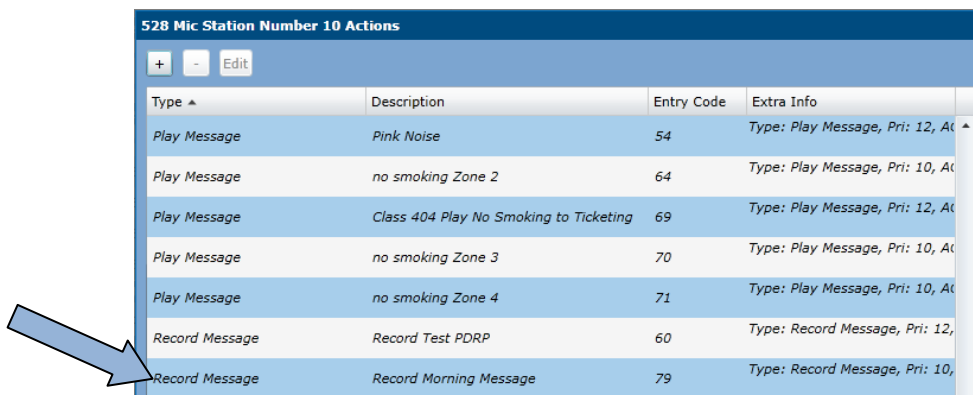 528 Mic Station Number 10 Actions
+ - Edit
Type Description Entry Code Extra Info
Play Message Pink Noise 54 Type: Play Message, Pri: 12,
Play Message no smoking Zone 2 64 Type: Play Message, Pri: 10,
Play Message Class 404 Play No Smoking to Ticketing 69 Type: Play Message, Pri: 12,
Play Message no smoking Zone 3 70 Type: Play Message, Pri: 10,
Play Message no smoking Zone 4 71 Type: Play Message, Pri: 10,
Record Message Record Test PDRP 60 Type: Record Message, Pri: 12,
Record Message Record Morning Message 79 Type: Record Message, Pri: 10,